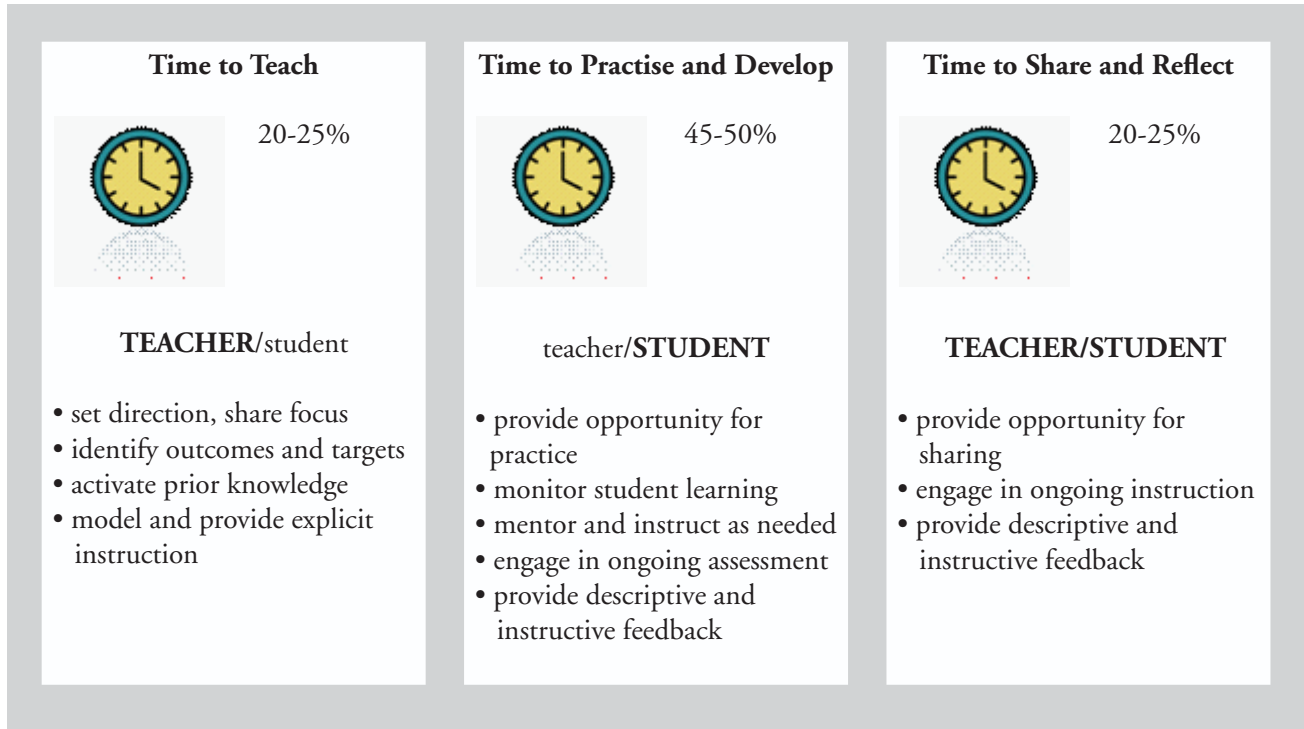 Time to Teach
20-25%
TEACHER/student
• set direction, share focus
• identify outcomes and targets
• activate prior knowledge
• model and provide explicit
instruction
Time to Practise and Develop
45-50%
teacher/STUDENT
• provide opportunity for
practice
• monitor student learning
• mentor and instruct as needed
• engage in ongoing assessment
• provide descriptive and
instructive feedback
Time to Share and Reflect
20-25%
TEACHER/STUDENT
• provide opportunity for
sharing
• engage in ongoing instruction
• provide descriptive and
instructive feedback